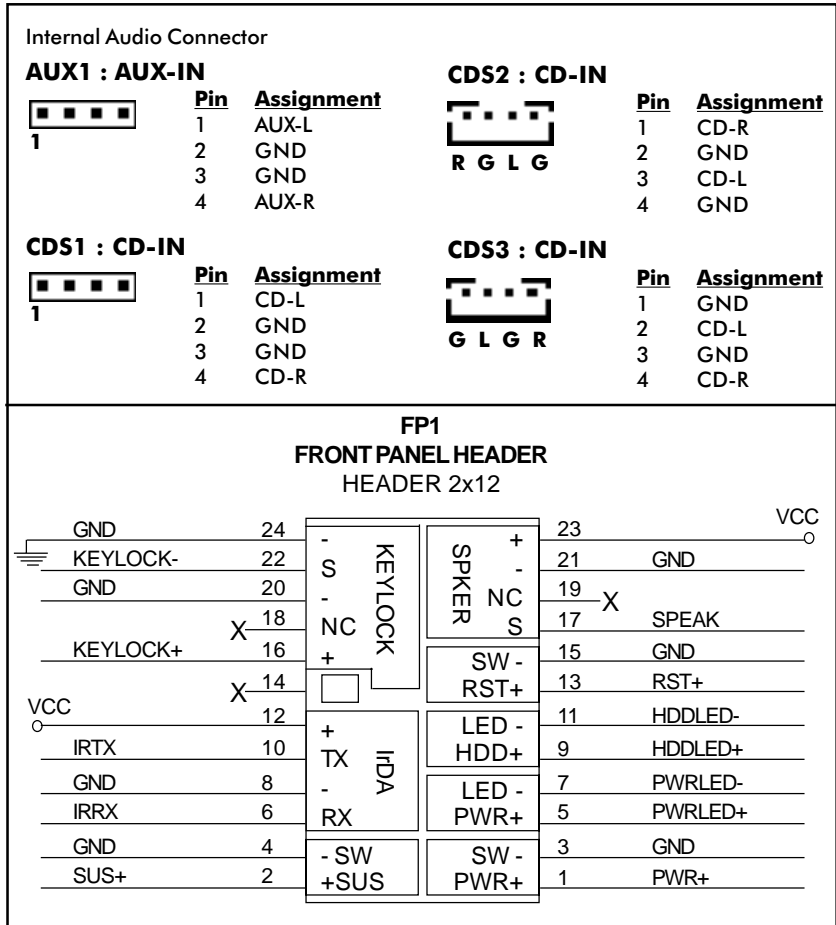 Internal Audio Connector
AUX1 : AUX-IN
Pin Assignment
1 AUX-L
2 GND
3 GND
4 AUX-R
1
CDS2 : CD-IN
Pin Assignment
1 CD-R
2 GND
3 CD-L
4 GND
R G L G
CDS1 : CD-IN
Pin Assignment
1 CD-L
2 GND
3 GND
4 CD-R
1
CDS3 : CD-IN
Pin Assignment
1 GND
2 CD-L
3 GND
4 CD-R
G L G R
FP1
FRONT PANEL HEADER
HEADER 2x12
GND 24 - + 23 VCC
KEYLOCK- 22 S - 21 GND
GND 20 - NC 19 X
X 18 NC S 17 SPEAK
KEYLOCK
SPKER
KEYLOCK+ 16 + SW - 15 GND
X 14 RST+ 13 RST+
VCC 12 + LED - 11 HDDLED-
IRTX 10 TX HDD+ 9 HDDLED+
IrDA
GND 8 - LED - 7 PWRLED-
IRRX 6 RX PWR+ 5 PWRLED+
GND 4 - SW SW - 3 GND
SUS+ 2 +SUS PWR+ 1 PWR+